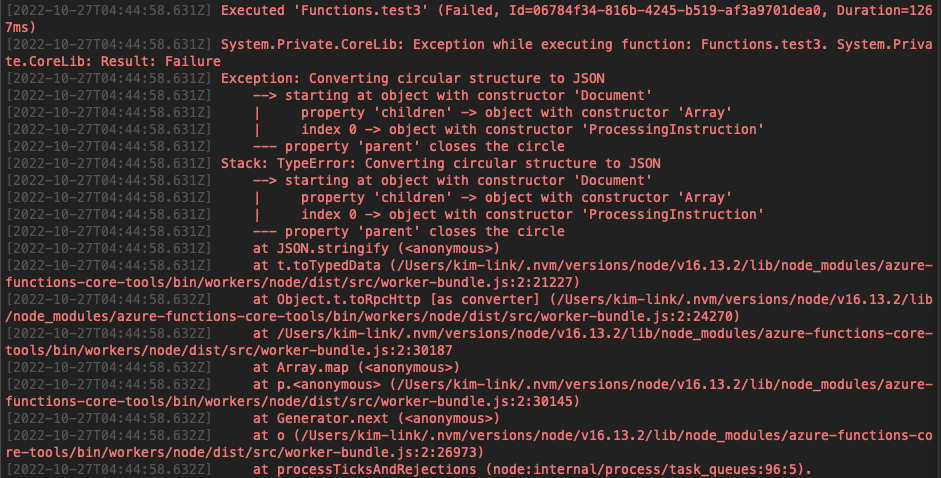 [2022-10-27T04:44:58.631Z] Executed 'Functions.test3' (Failed, Id=06784f34-816b-4245-b519-af3a9701dea0, Duration=126
7ms)
[2022-10-27T04:44:58.631Z] System.Private.CoreLib: Exception while executing function: Functions.test3. System.Priva
te.CoreLib: Result: Failure
[2022-10-27T04:44:58.631Z] Exception: Converting circular structure to JSON
[2022-10-27T04:44:58.631Z]     --> starting at object with constructor 'Document'
[2022-10-27T04:44:58.631Z]     |     property 'children' -> object with constructor 'Array'
[2022-10-27T04:44:58.631Z]     |     index 0 -> object with constructor 'ProcessingInstruction'
[2022-10-27T04:44:58.631Z]     --- property 'parent' closes the circle
[2022-10-27T04:44:58.631Z] Stack: TypeError: Converting circular structure to JSON
[2022-10-27T04:44:58.631Z]     --> starting at object with constructor 'Document'
[2022-10-27T04:44:58.631Z]     |     property 'children' -> object with constructor 'Array'
[2022-10-27T04:44:58.631Z]     |     index 0 -> object with constructor 'ProcessingInstruction'
[2022-10-27T04:44:58.631Z]     --- property 'parent' closes the circle
[2022-10-27T04:44:58.631Z]     at JSON.stringify (<anonymous>)
[2022-10-27T04:44:58.631Z]     at t.toTypedData (/Users/kim-link/.nvm/versions/node/v16.13.2/lib/node_modules/azure-
functions-core-tools/bin/workers/node/dist/src/worker-bundle.js:2:21227)
[2022-10-27T04:44:58.632Z]     at Object.t.toRpcHttp [as converter] (/Users/kim-link/.nvm/versions/node/v16.13.2/lib
/node_modules/azure-functions-core-tools/bin/workers/node/dist/src/worker-bundle.js:2:24270)
[2022-10-27T04:44:58.632Z]     at /Users/kim-link/.nvm/versions/node/v16.13.2/lib/node_modules/azure-functions-core-
tools/bin/workers/node/dist/src/worker-bundle.js:2:30187
[2022-10-27T04:44:58.632Z]     at Array.map (<anonymous>)
[2022-10-27T04:44:58.632Z]     at p.<anonymous> (/Users/kim-link/.nvm/versions/node/v16.13.2/lib/node_modules/azure-
functions-core-tools/bin/workers/node/dist/src/worker-bundle.js:2:30145)
[2022-10-27T04:44:58.632Z]     at Generator.next (<anonymous>)
[2022-10-27T04:44:58.632Z]     at o (/Users/kim-link/.nvm/versions/node/v16.13.2/lib/node_modules/azure-functions-co
re-tools/bin/workers/node/dist/src/worker-bundle.js:2:26973)
[2022-10-27T04:44:58.632Z]     at processTicksAndRejections (node:internal/process/task_queues:96:5).